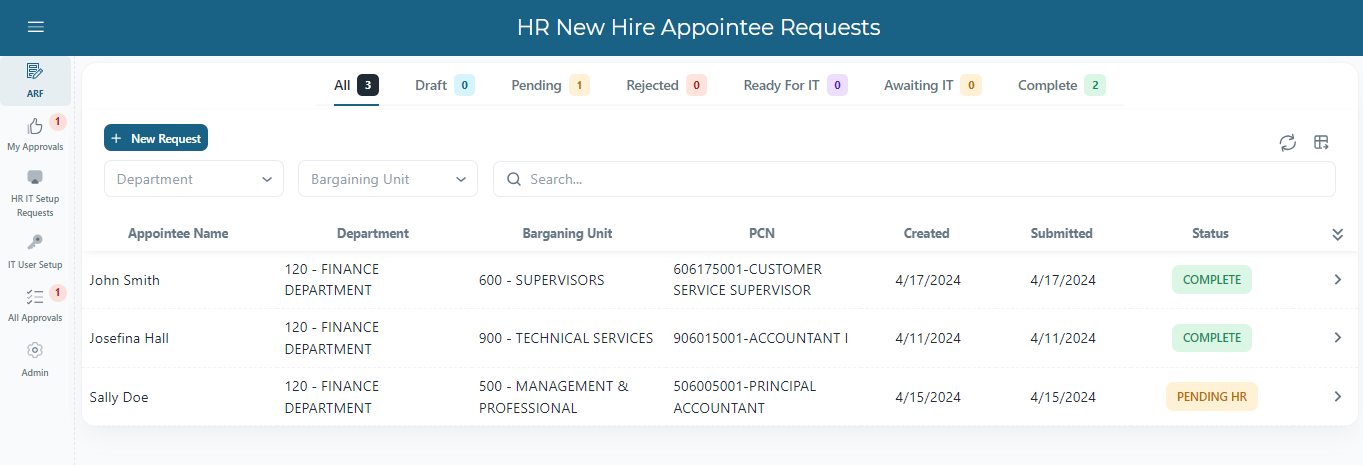 HR New Hire Appointee Requests
ARF
My Approvals 1
HR IT Setup
Requests
IT User Setup
All Approvals 1
Admin
All 3 Draft 0 Pending 1 Rejected 0 Ready For IT 0 Awaiting IT 0 Complete 2
+ New Request
Department Bargaining Unit Search...
Appointee Name Department Barganing Unit PCN Created Submitted Status
John Smith 120 - FINANCE DEPARTMENT 600 - SUPERVISORS 606175001-CUSTOMER SERVICE SUPERVISOR 4/17/2024 4/17/2024 COMPLETE
Josefina Hall 120 - FINANCE DEPARTMENT 900 - TECHNICAL SERVICES 906015001-ACCOUNTANT I 4/11/2024 4/11/2024 COMPLETE
Sally Doe 120 - FINANCE DEPARTMENT 500 - MANAGEMENT & PROFESSIONAL 506005001-PRINCIPAL ACCOUNTANT 4/15/2024 4/15/2024 PENDING HR